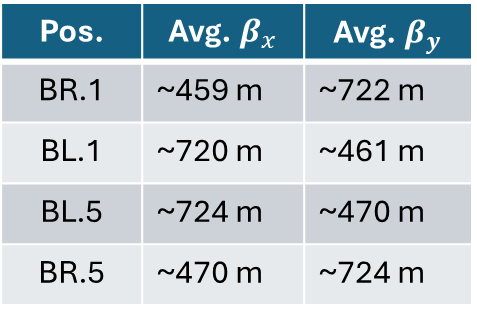 Pos. Avg. βx Avg. βy
BR.1 ~459 m ~722 m
BL.1 ~720 m ~461 m
BL.5 ~724 m ~470 m
BR.5 ~470 m ~724 m